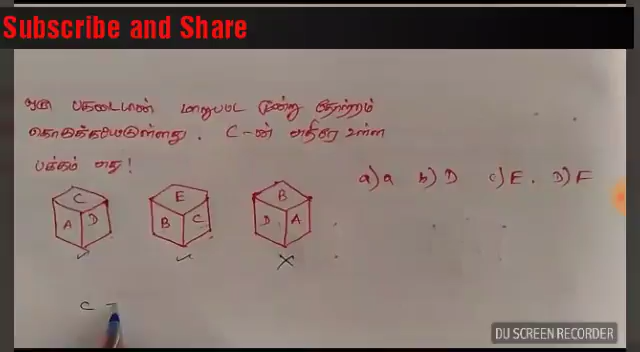 Subscribe and Share
ஒரு பகடையின் மாறுபட்ட மூன்று தோற்றம்
கொடுக்கப்பட்டுள்ளது. C-ன் எதிரே உள்ள
பக்கம் எது!
a) a b) D c) E. D) F
C E B
A D B C D A
C -
DU SCREEN RECORDER